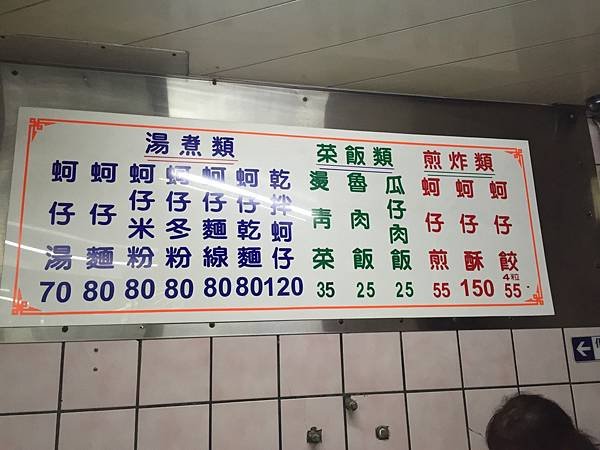 湯煮類
蚵仔湯 70
蚵仔麵 80
蚵仔米粉 80
蚵仔冬粉 80
蚵仔麵線 80
蚵仔乾麵 80
乾拌蚵仔 120
菜飯類
燙青菜 35
魯肉飯 25
瓜仔肉飯 25
煎炸類
蚵仔煎 55
蚵仔酥 150
蚵仔餃 4粒 55